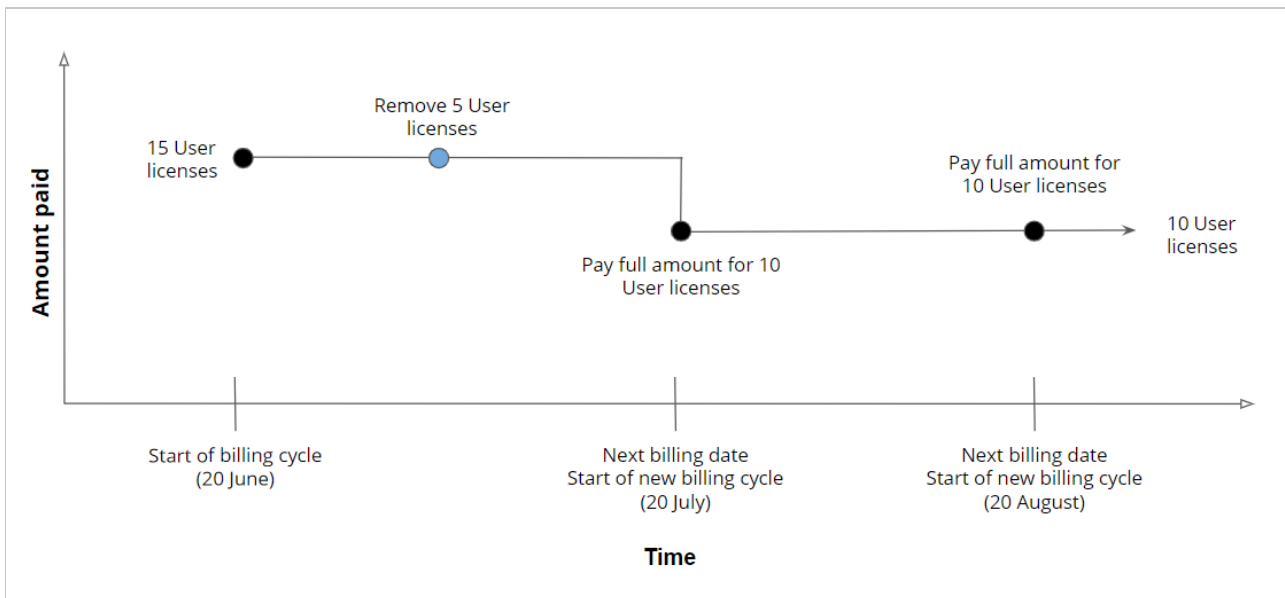 Remove 5 User
licenses
15 User
licenses
Pay full amount for
10 User licenses
10 User
licenses
Pay full amount for 10
User licenses
Amount paid
Start of billing cycle
(20 June)
Next billing date
Start of new billing cycle
(20 July)
Next billing date
Start of new billing cycle
(20 August)
Time